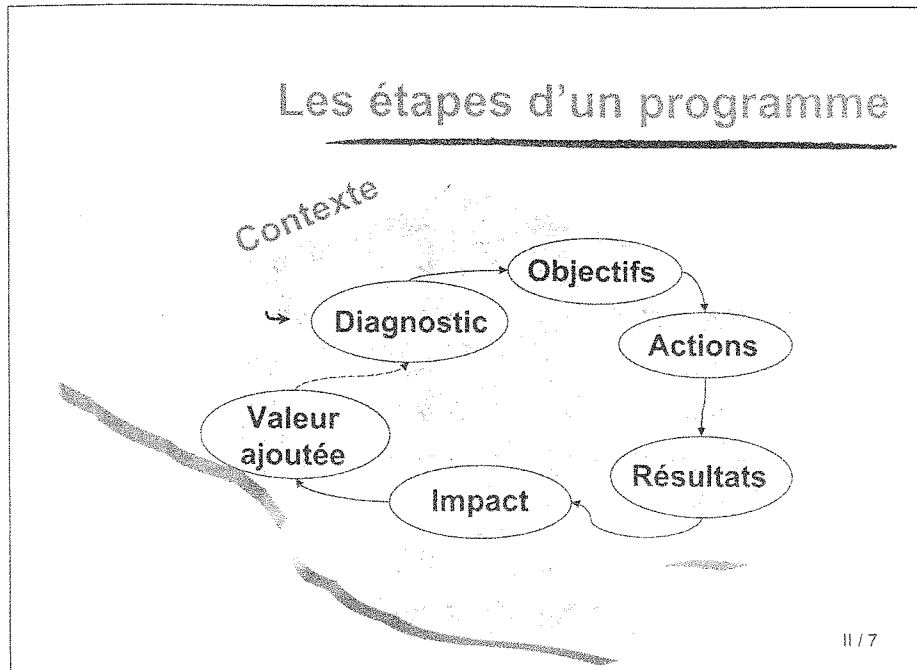 Les étapes d'un programme
Contexte
Objectifs
Diagnostic
Actions
Valeur
ajoutée
Résultats
Impact
II / 7